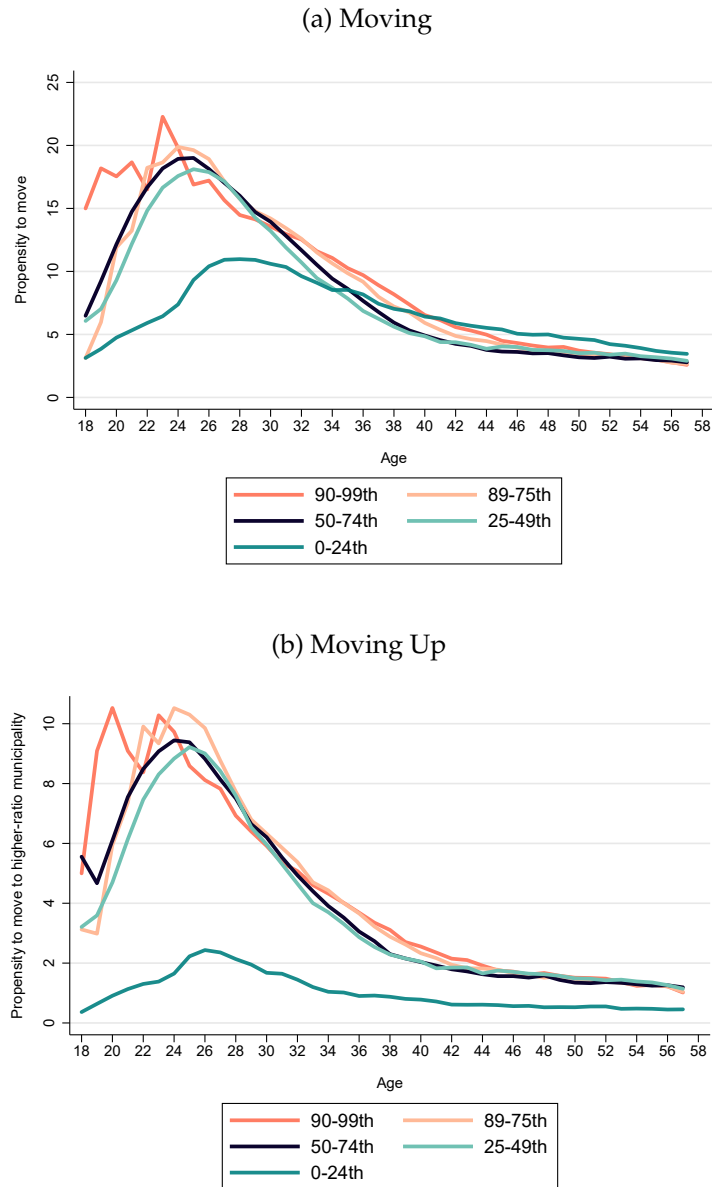 (a) Moving
25
20
15
10
5
0
Propensity to move
18 20 22 24 26 28 30 32 34 36 38 40 42 44 46 48 50 52 54 56 58
Age
90-99th 89-75th
50-74th 25-49th
0-24th
(b) Moving Up
10
8
6
4
2
0
Propensity to move to higher-ratio municipality
18 20 22 24 26 28 30 32 34 36 38 40 42 44 46 48 50 52 54 56 58
Age
90-99th 89-75th
50-74th 25-49th
0-24th